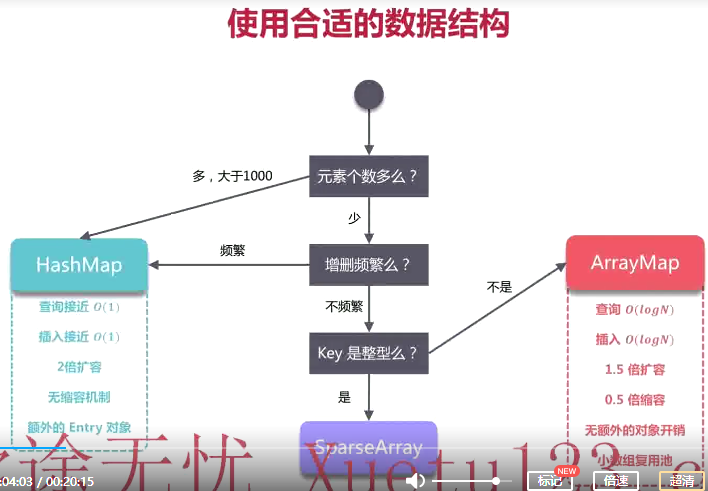 使用合适的数据结构
元素个数多么？
多，大于1000
少
HashMap
频繁
增删频繁么？
ArrayMap
不频繁
不是
Key 是整型么？
是
SparseArray
查询接近 O(1)
插入接近 O(1)
2倍扩容
无缩容机制
额外的 Entry 对象
查询 O(logN)
插入 O(logN)
1.5 倍扩容
0.5 倍缩容
无额外的对象开销
小数组复用池
途无忧 Xuetu123.c
:04:03 / 00:20:15
标记
NEW
倍速
超清